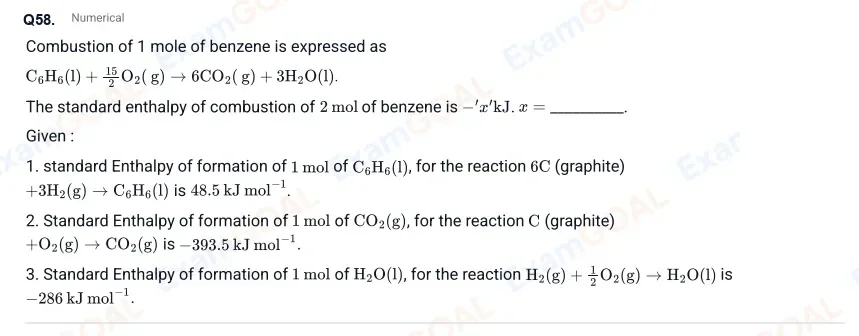 Q58. Numerical
Combustion of 1 mole of benzene is expressed as
C₆H₆(l) + 15/2 O₂( g) → 6CO₂( g) + 3H₂O(l).
The standard enthalpy of combustion of 2 mol of benzene is −′x′kJ. x = __________.
Given :
1. standard Enthalpy of formation of 1 mol of C₆H₆(l), for the reaction 6C (graphite)
+3H₂(g) → C₆H₆(l) is 48.5 kJ mol⁻¹.
2. Standard Enthalpy of formation of 1 mol of CO₂(g), for the reaction C (graphite)
+O₂(g) → CO₂(g) is −393.5 kJ mol⁻¹.
3. Standard Enthalpy of formation of 1 mol of H₂O(l), for the reaction H₂(g) + 1/2 O₂(g) → H₂O(l) is
−286 kJ mol⁻¹.